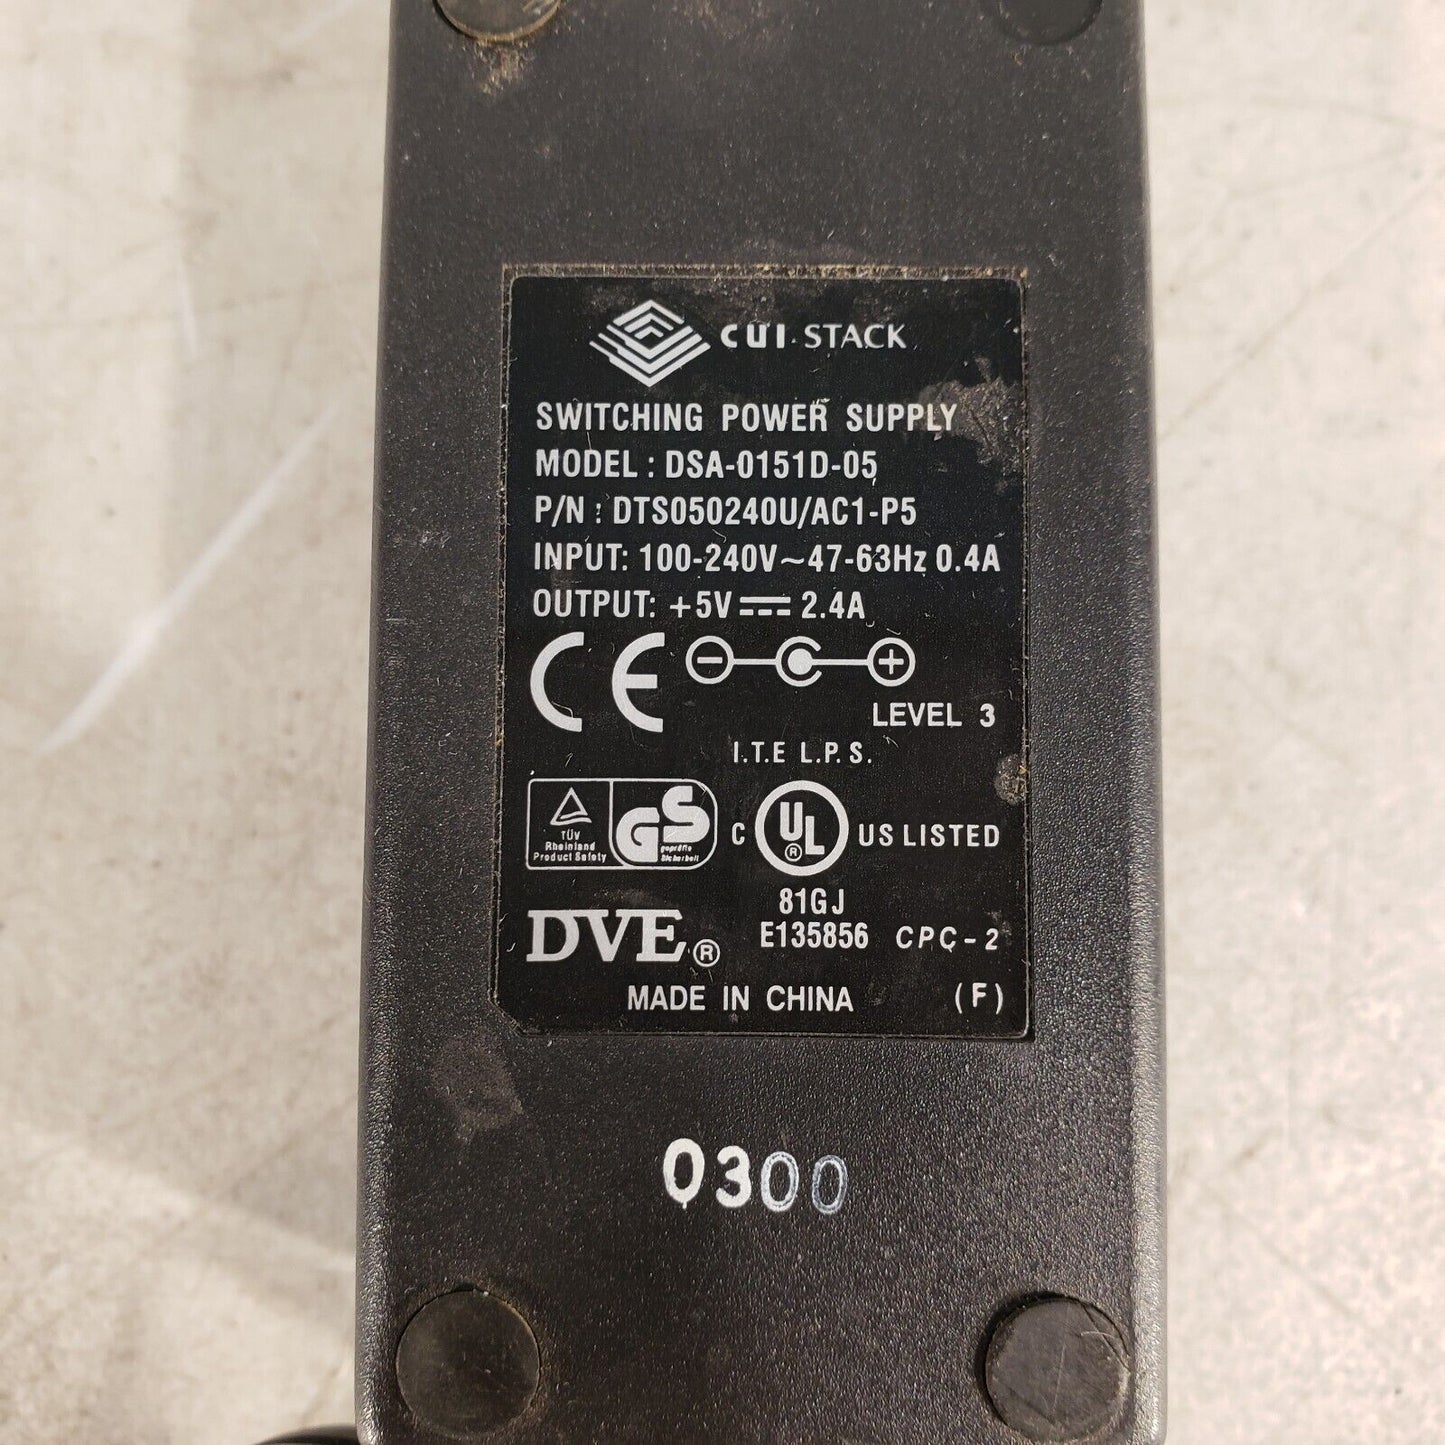 CUI STACK
SWITCHING POWER SUPPLY
MODEL : DSA-0151D-05
P/N : DTS050240U/AC1-P5
INPUT: 100-240V~47-63Hz 0.4A
OUTPUT: +5V⎓2.4A
CE
LEVEL 3
I.T.E L.P.S.
TÜV
Rheinland
Product Safety
GS
geprüfte
Sicherheit
C UL® US LISTED
81GJ
DVE® E135856 CPC-2
MADE IN CHINA (F)
0300